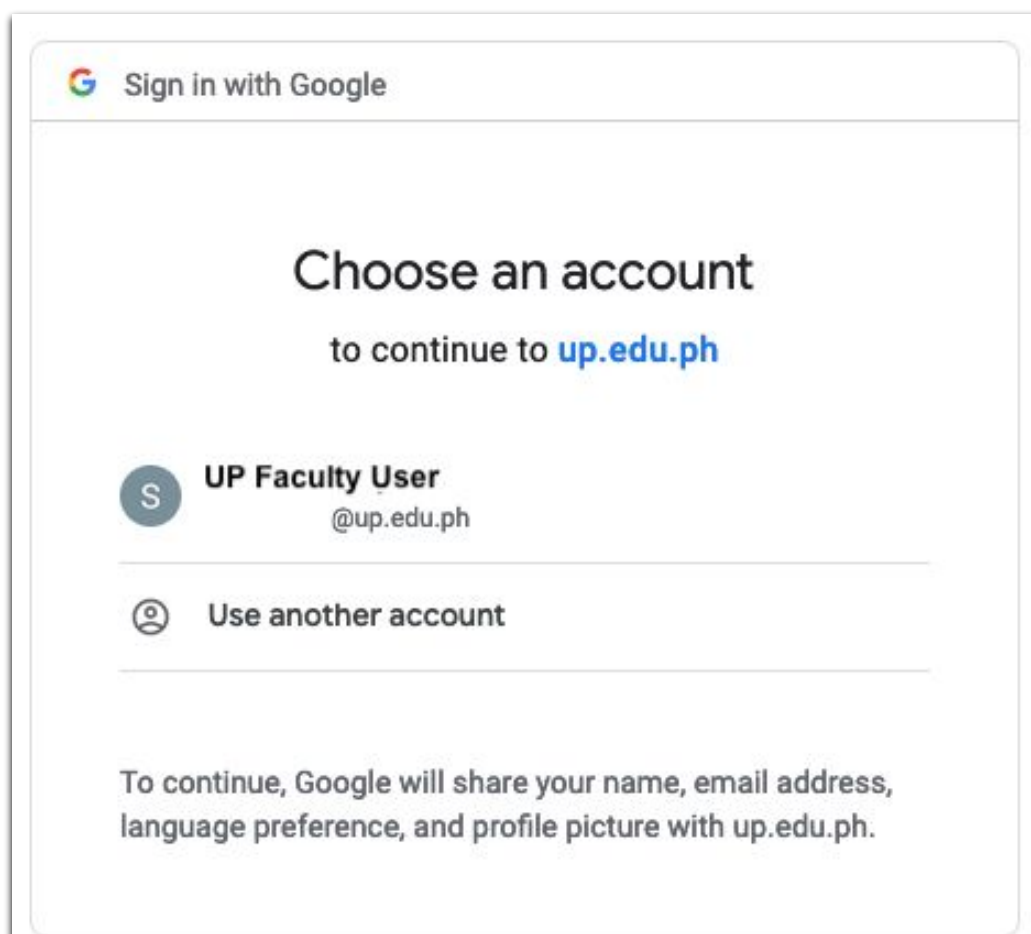 Sign in with Google
Choose an account
to continue to up.edu.ph
S
UP Faculty User
@up.edu.ph
Use another account
To continue, Google will share your name, email address,
language preference, and profile picture with up.edu.ph.